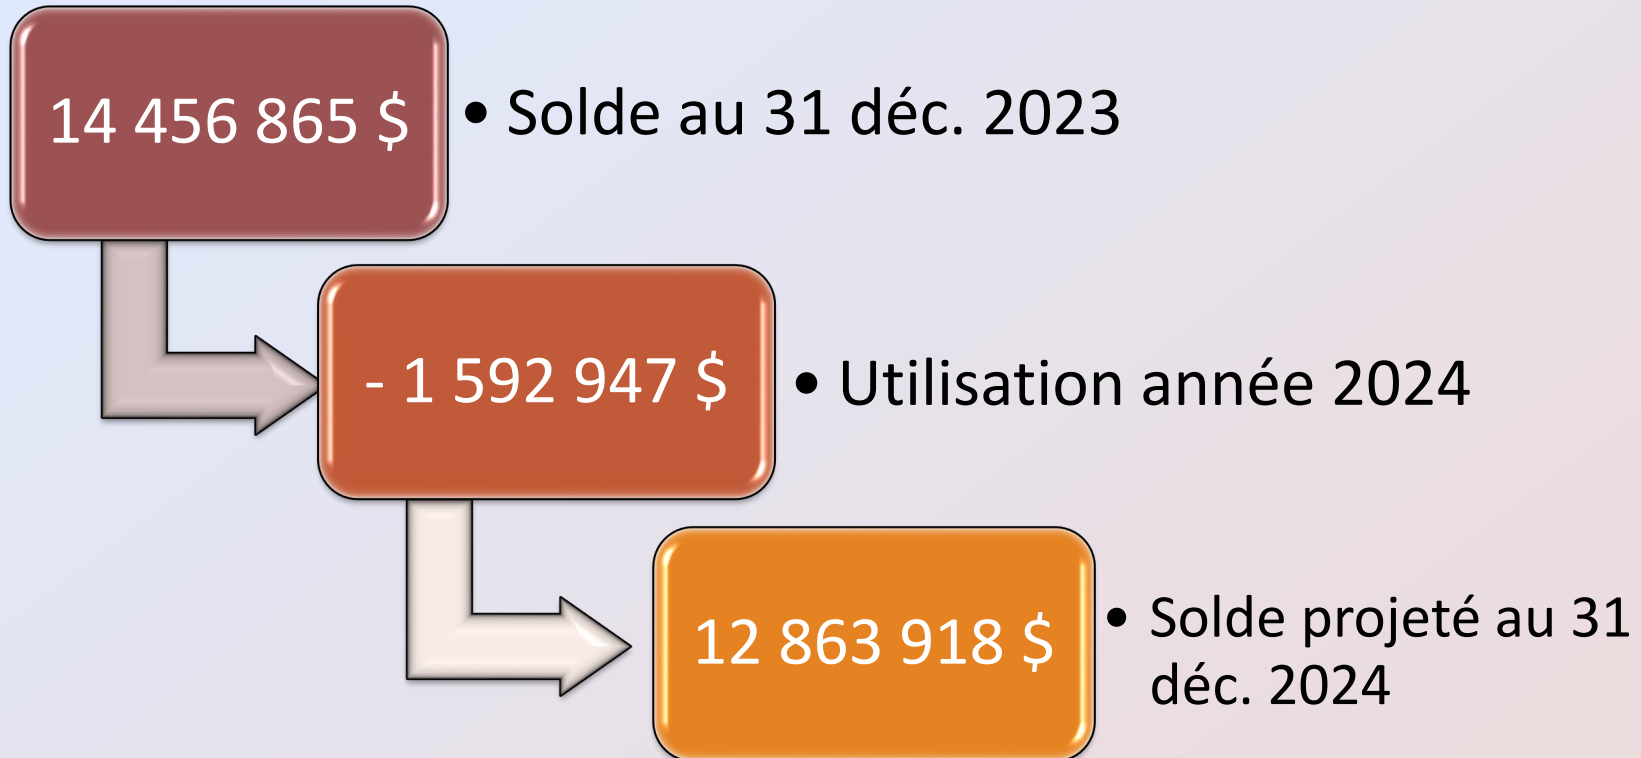 14 456 865 $
• Solde au 31 déc. 2023
- 1 592 947 $
• Utilisation année 2024
12 863 918 $
• Solde projeté au 31
déc. 2024